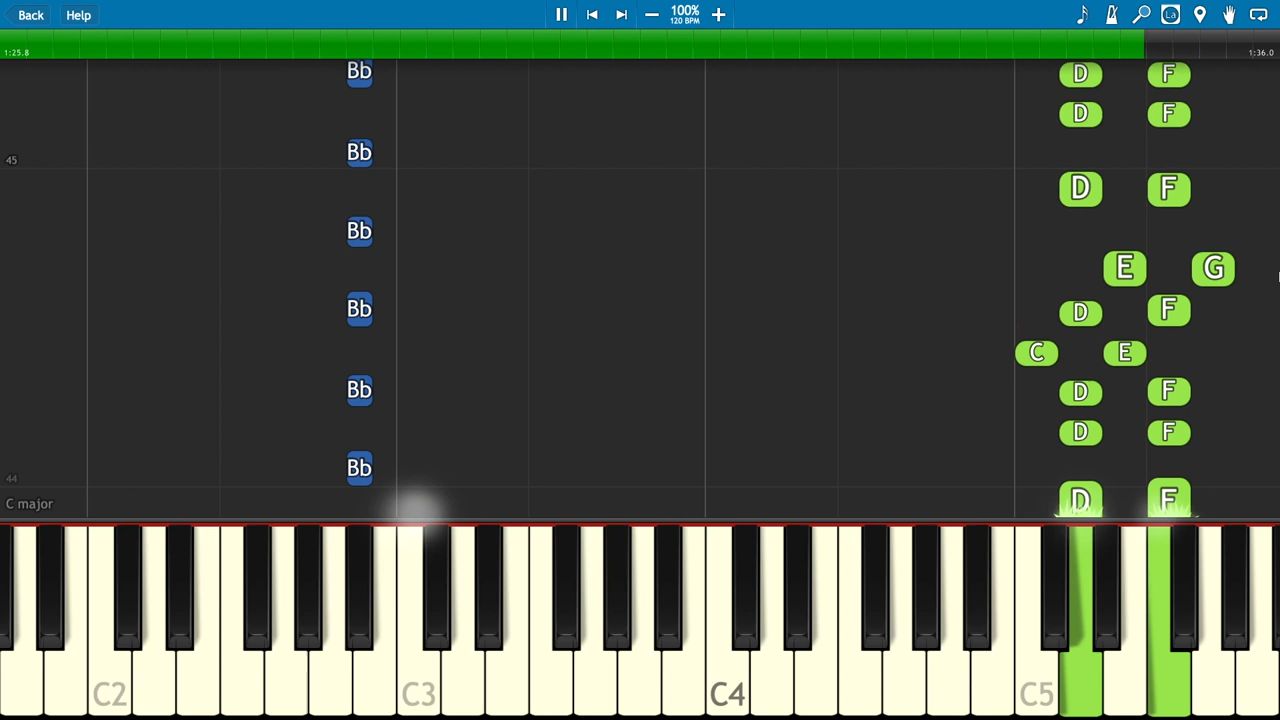 Back Help 100%
120 BPM La
1:25.8 1:36.0
Bb D F
D F
45 Bb
D F
Bb
E G
Bb D F
C E
Bb D F
D F
44 Bb
D F
C major
C2 C3 C4 C5